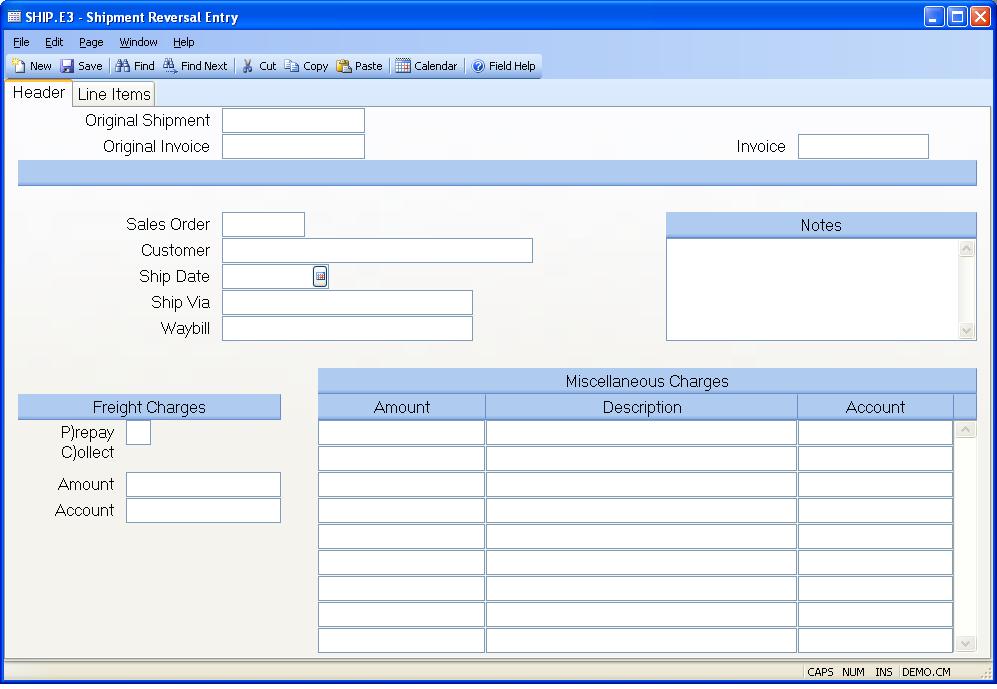 SHIP.E3 - Shipment Reversal Entry
File Edit Page Window Help
New Save Find Find Next Cut Copy Paste Calendar Field Help
Header Line Items
Original Shipment
Original Invoice Invoice
Sales Order Notes
Customer
Ship Date
Ship Via
Waybill
Miscellaneous Charges
Freight Charges Amount Description Account
P)repay
C)ollect
Amount
Account
CAPS NUM INS DEMO.CM